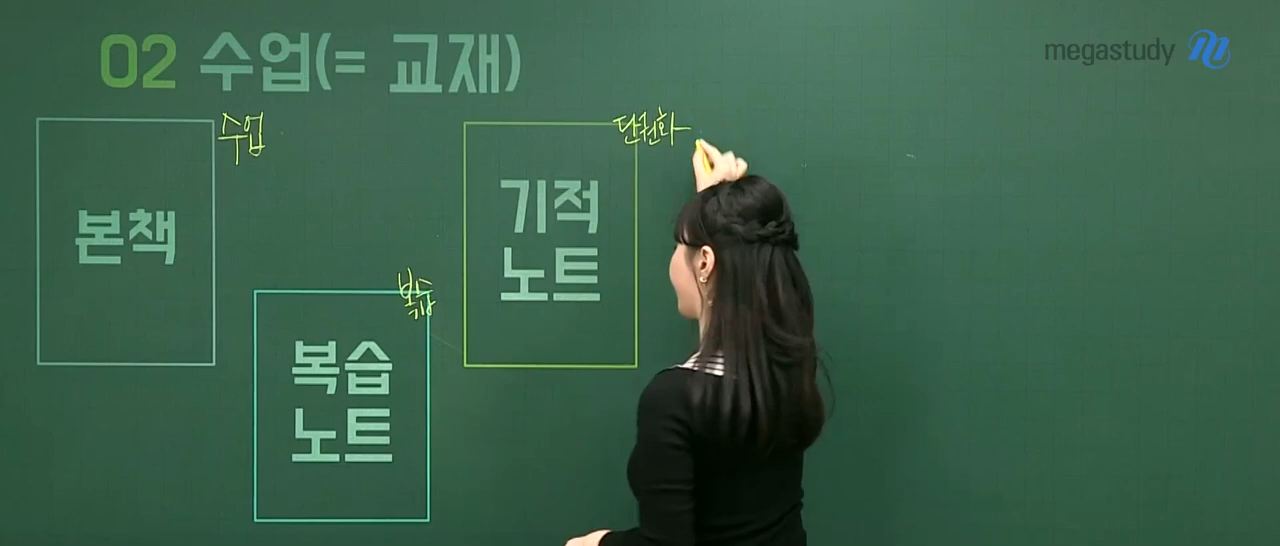 02 수업(= 교재)
megastudy
수업
본책
단권화
기적
노트
복습
복습
노트